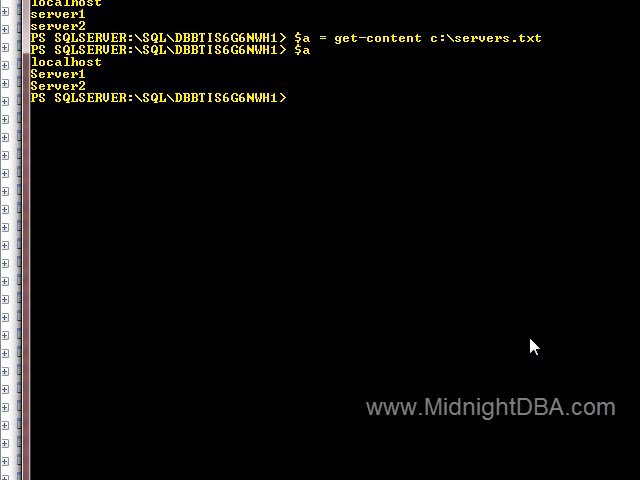 localhost
server1
server2
PS SQLSERVER:\SQL\DBBTIS6G6NWH1> $a = get-content c:\servers.txt
PS SQLSERVER:\SQL\DBBTIS6G6NWH1> $a
localhost
Server1
Server2
PS SQLSERVER:\SQL\DBBTIS6G6NWH1>
www.MidnightDBA.com